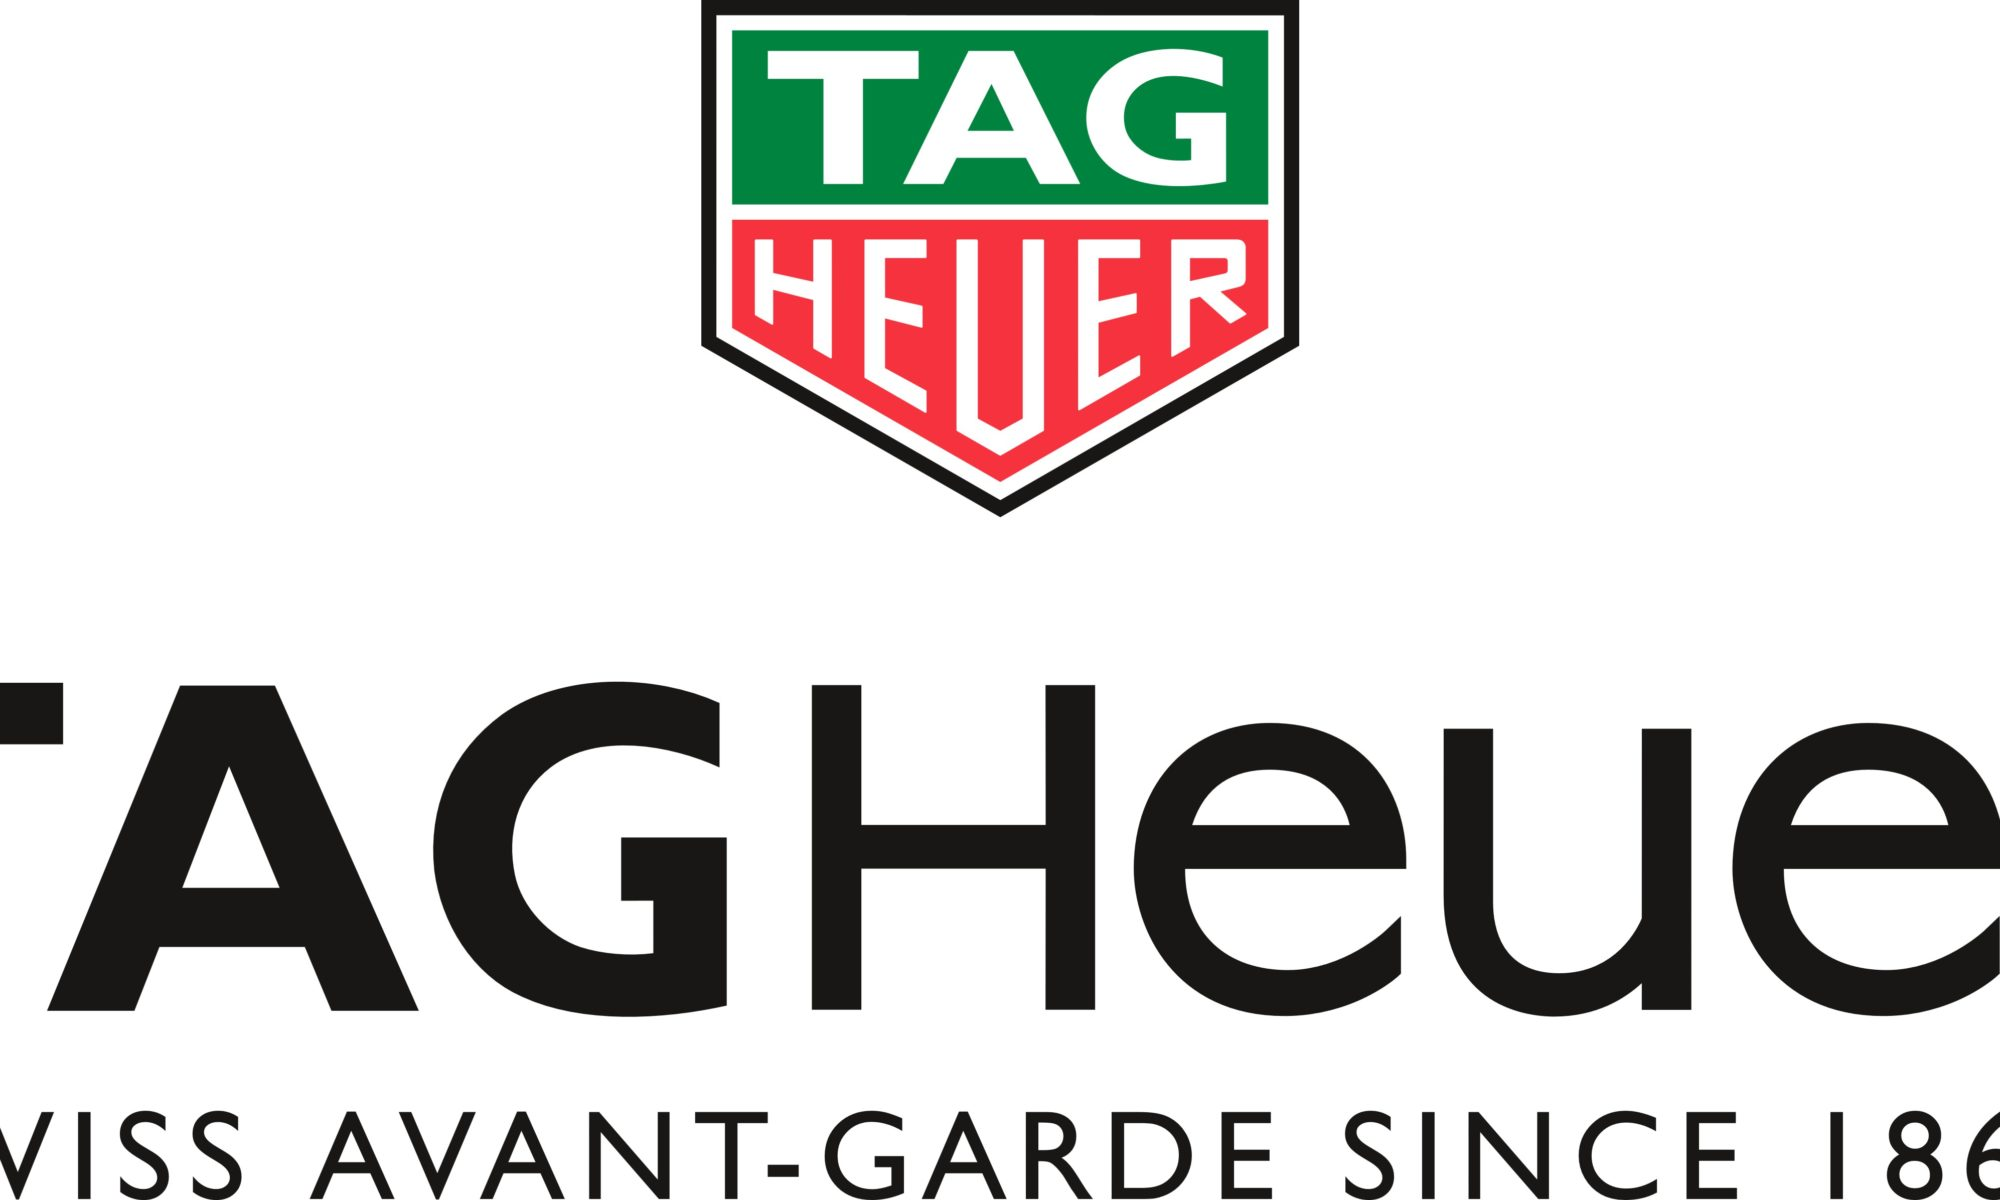 TAG
HEUER
TAGHeue
WISS AVANT-GARDE SINCE 186